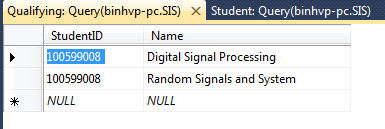 Qualifying: Query(binhvp-pc.SIS) Student: Query(binhvp-pc.SIS)
StudentID Name
100599008 Digital Signal Processing
100599008 Random Signals and System
NULL NULL